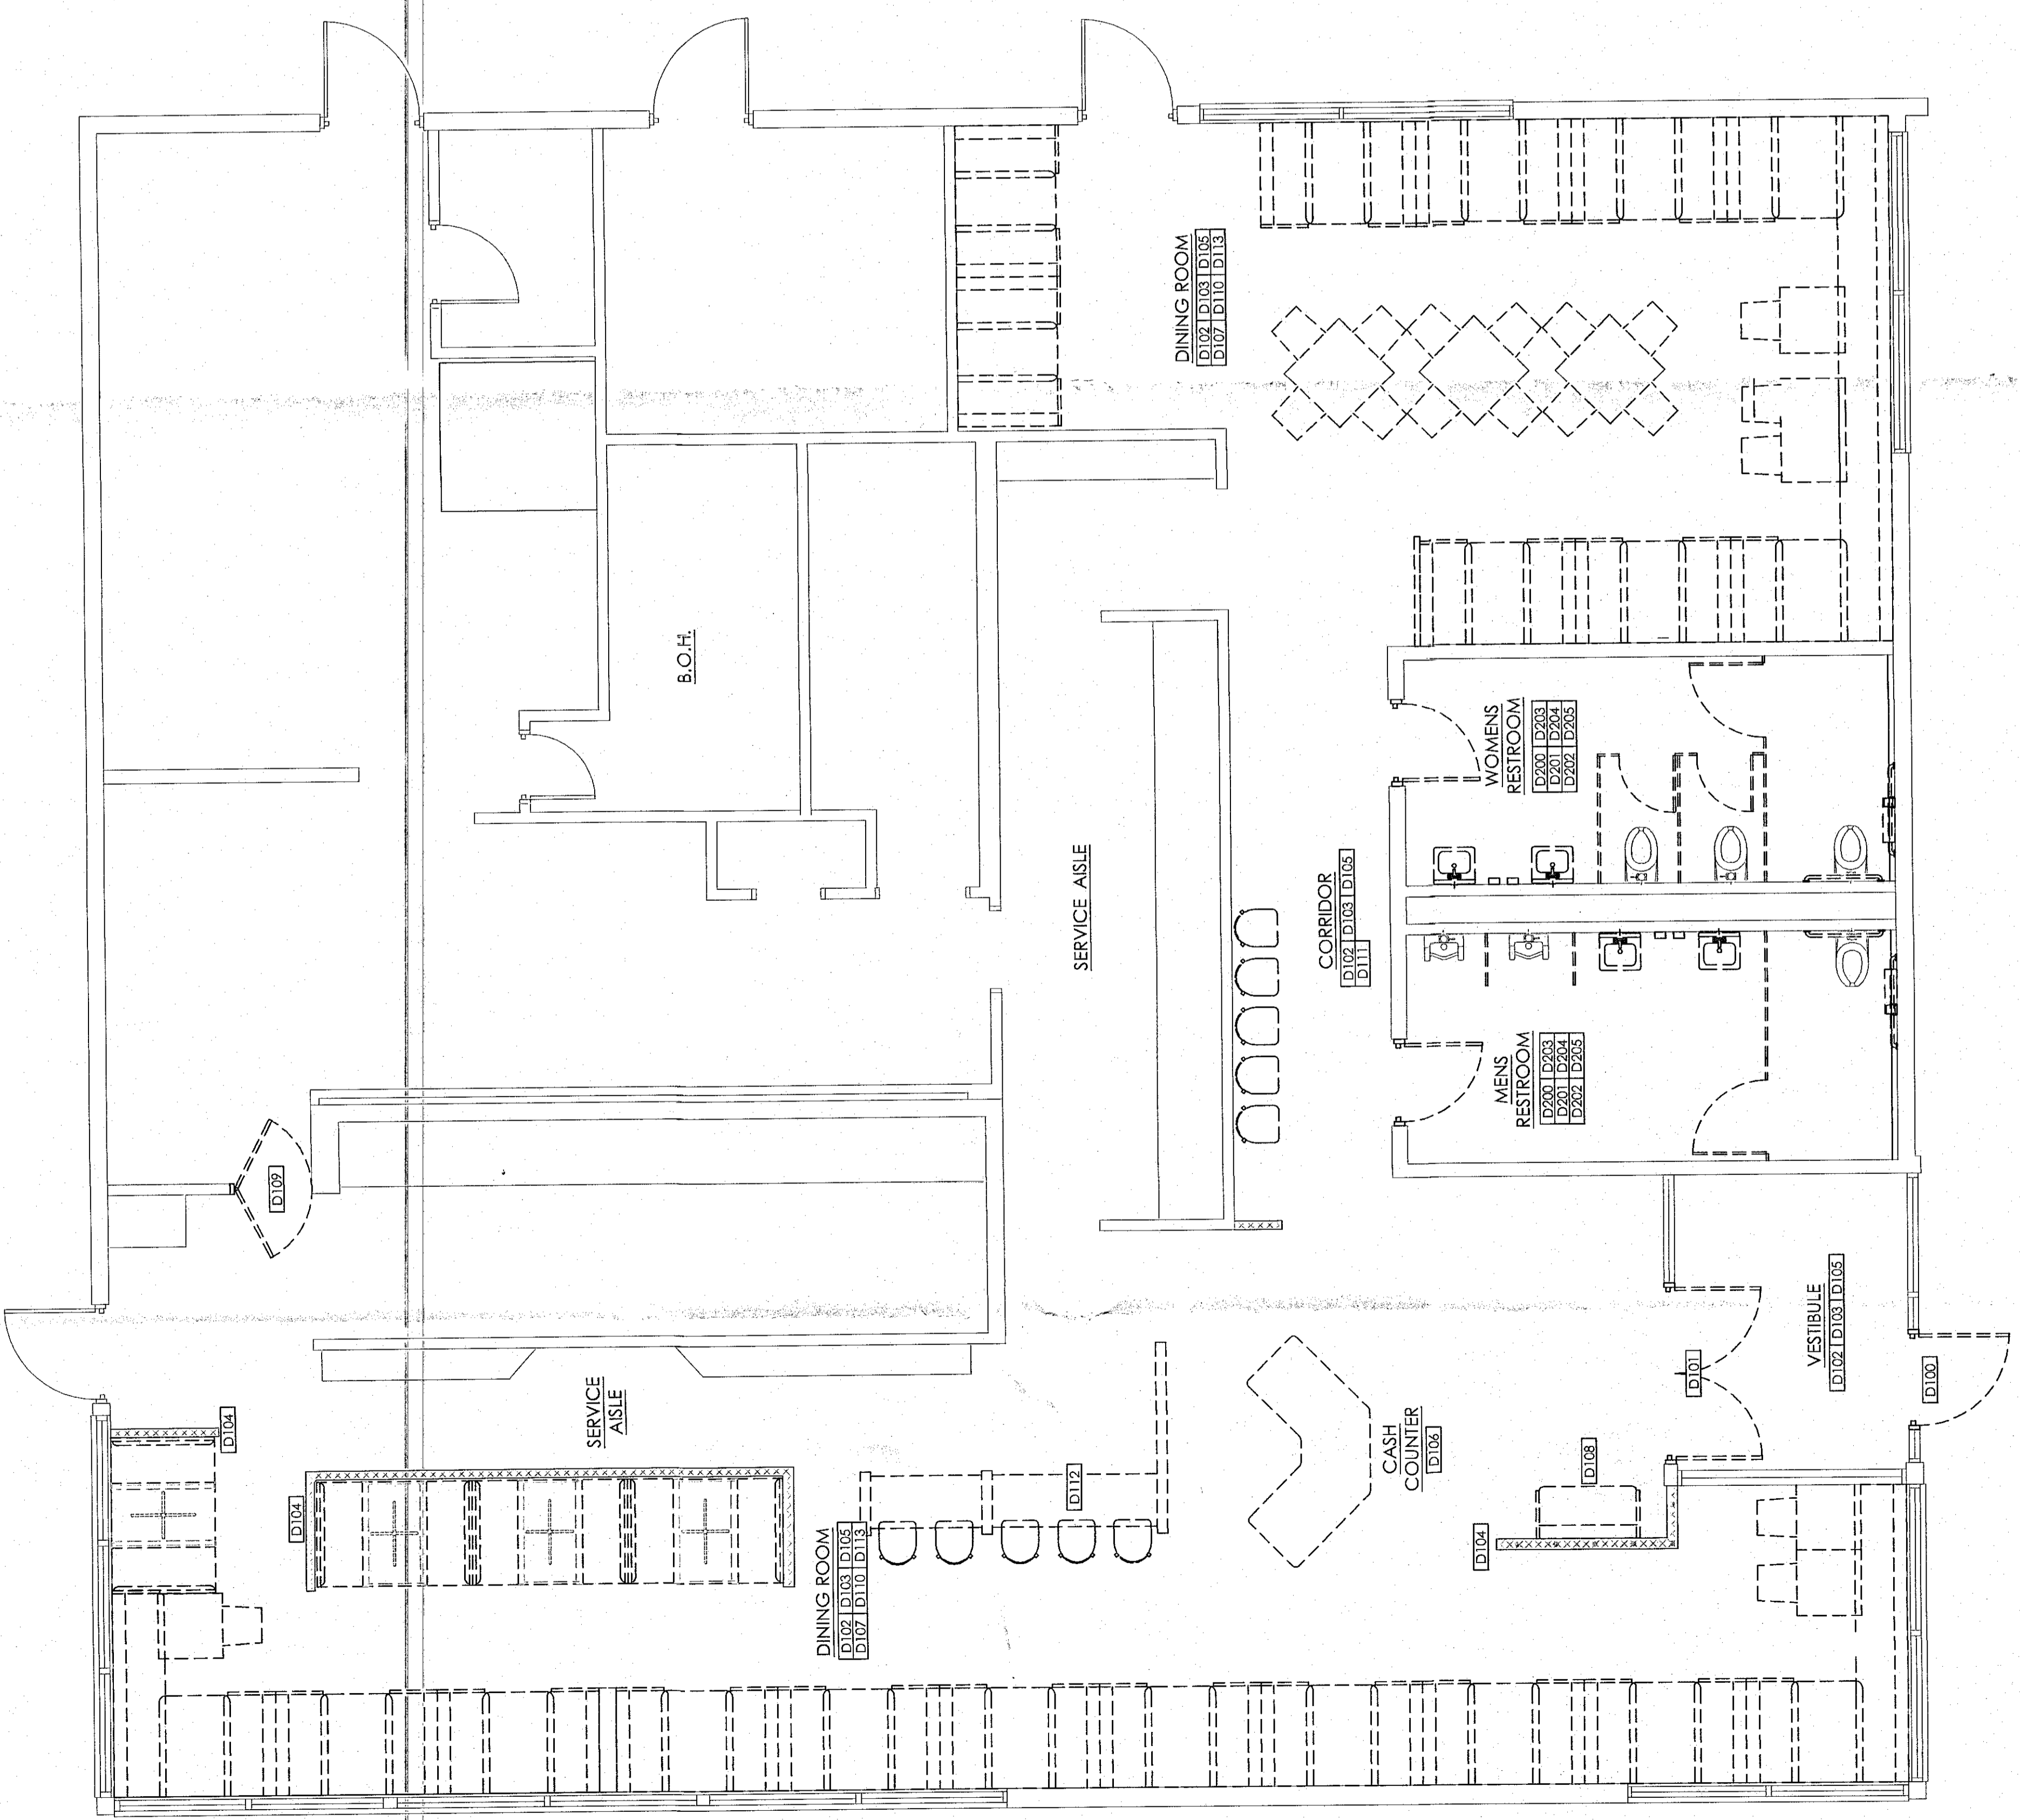 DINING ROOM
D102 D103 D105
D107 D110 D113
B.O.H.
WOMENS
RESTROOM
D200 D203
D201 D204
D202 D205
SERVICE AISLE
CORRIDOR
D102 D103 D105
D111
MENS
RESTROOM
D200 D203
D201 D204
D202 D205
D109
VESTIBULE
D102 D103 D105
D101
D100
SERVICE
AISLE
D104
D104
CASH
COUNTER
D106
D108
D112
D104
DINING ROOM
D102 D103 D105
D107 D110 D113